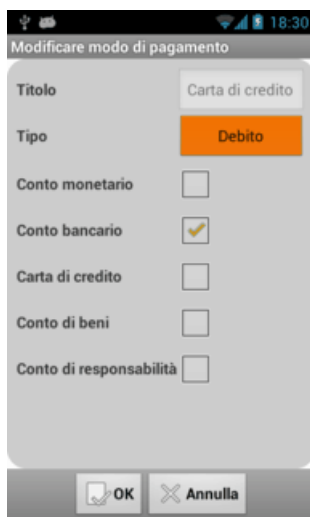 18:30
Modificare modo di pagamento
Titolo Carta di credito
Tipo Debito
Conto monetario
Conto bancario
Carta di credito
Conto di beni
Conto di responsabilità
OK Annulla